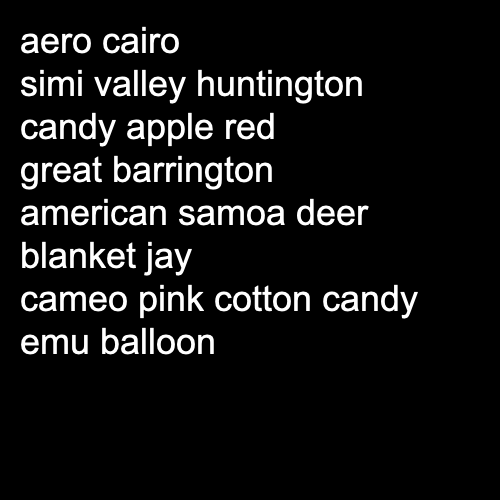 aero cairo
simi valley huntington
candy apple red
great barrington
american samoa deer
blanket jay
cameo pink cotton candy
emu balloon